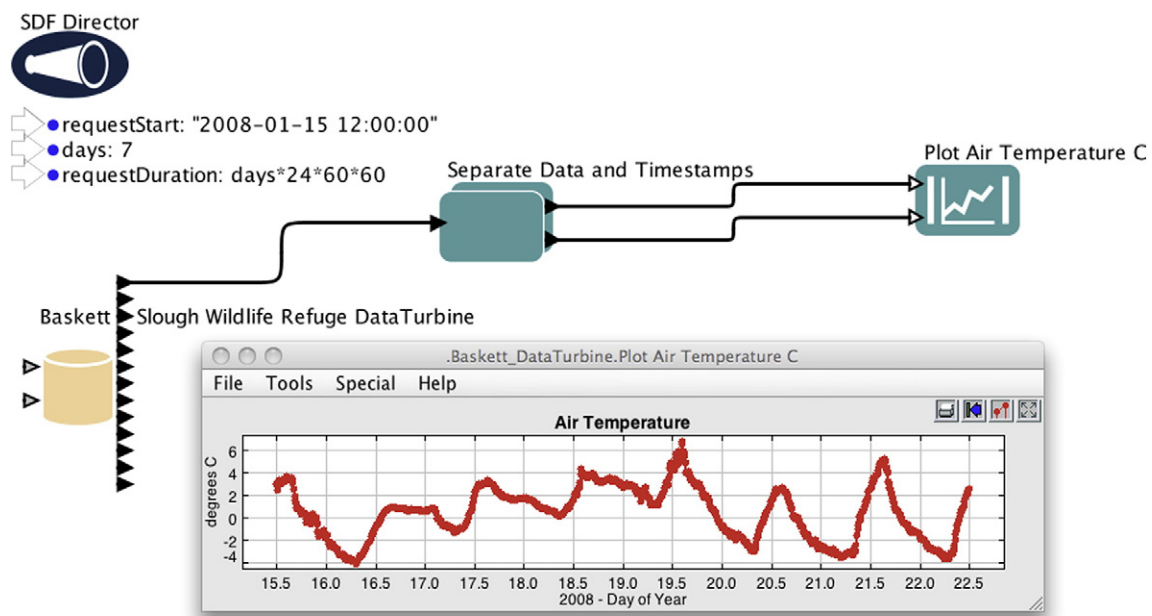 SDF Director
requestStart: "2008-01-15 12:00:00"
days: 7
requestDuration: days*24*60*60
Separate Data and Timestamps
Plot Air Temperature C
Baskett Slough Wildlife Refuge DataTurbine
.Baskett_DataTurbine.Plot Air Temperature C
File Tools Special Help
Air Temperature
degrees C
6
4
2
0
-2
-4
15.5 16.0 16.5 17.0 17.5 18.0 18.5 19.0 19.5 20.0 20.5 21.0 21.5 22.0 22.5
2008 - Day of Year